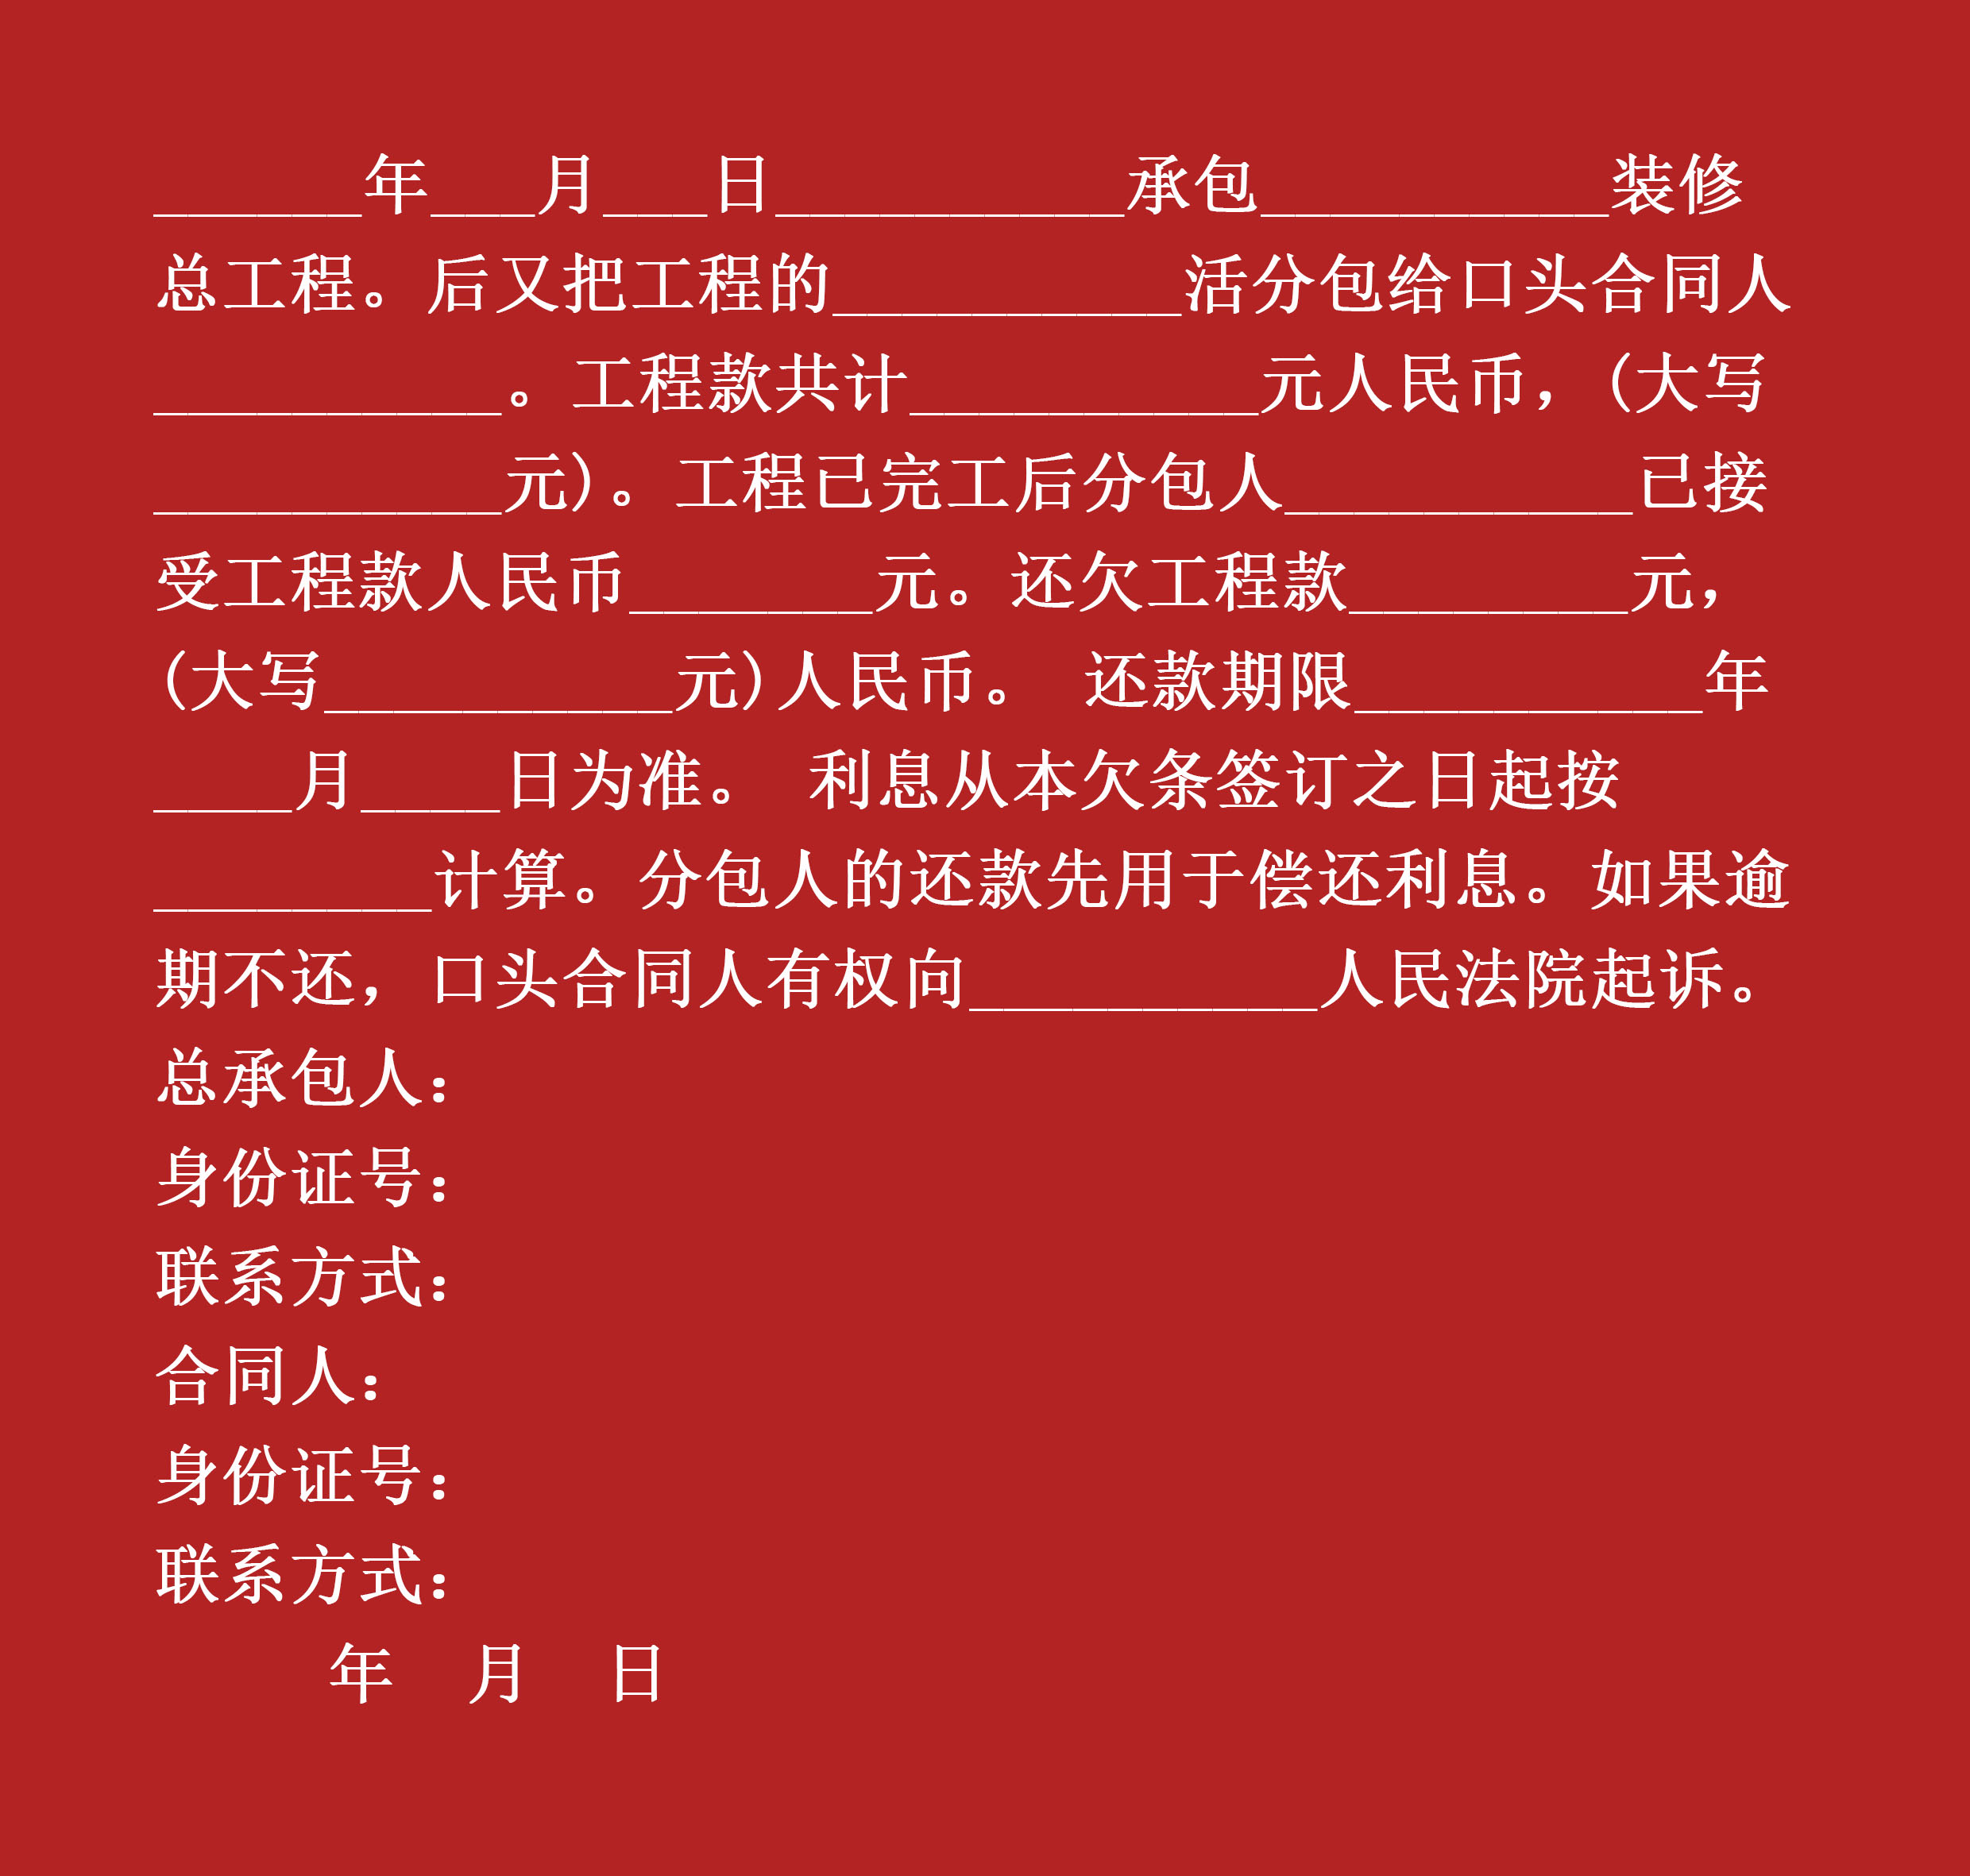 ______年___月___日__________承包__________装修
总工程。后又把工程的__________活分包给口头合同人
__________。工程款共计__________元人民币，(大写
__________元)。工程已完工后分包人__________已接
受工程款人民币_______元。还欠工程款________元，
(大写__________元)人民币。 还款期限__________年
____月____日为准。 利息从本欠条签订之日起按
________计算。分包人的还款先用于偿还利息。如果逾
期不还，口头合同人有权向__________人民法院起诉。
总承包人：
身份证号：
联系方式：
合同人：
身份证号：
联系方式：
年 月 日